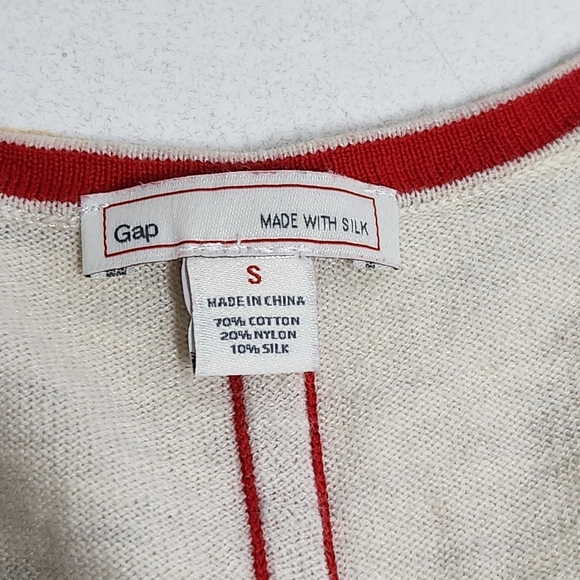 Gap MADE WITH SILK
S
MADE IN CHINA
70% COTTON
20% NYLON
10% SILK